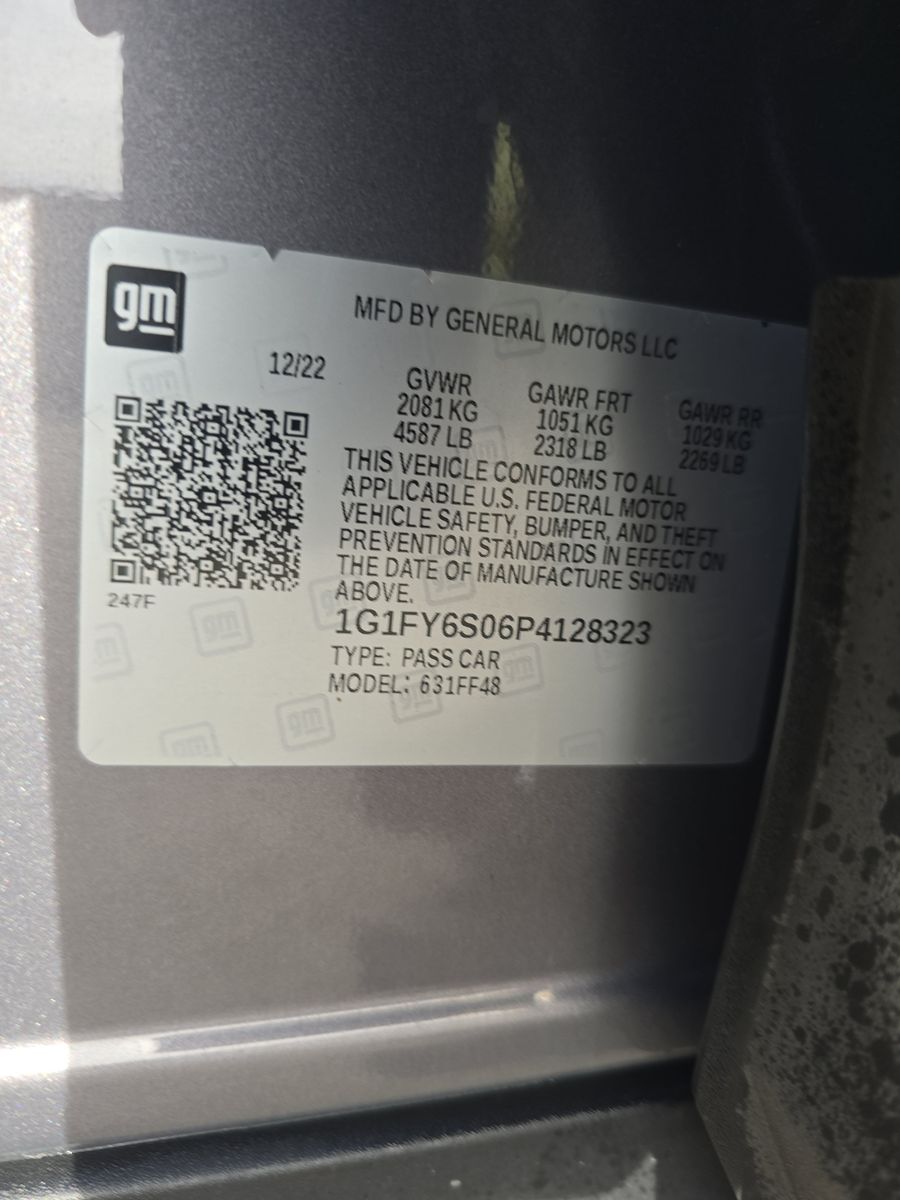 gm
MFD BY GENERAL MOTORS LLC
12/22
GVWR GAWR FRT GAWR RR
2081 KG 1051 KG 1029 KG
4587 LB 2318 LB 2269 LB
THIS VEHICLE CONFORMS TO ALL
APPLICABLE U.S. FEDERAL MOTOR
VEHICLE SAFETY, BUMPER, AND THEFT
PREVENTION STANDARDS IN EFFECT ON
THE DATE OF MANUFACTURE SHOWN
ABOVE.
247F
1G1FY6S06P4128323
TYPE: PASS CAR
MODEL: 631FF48